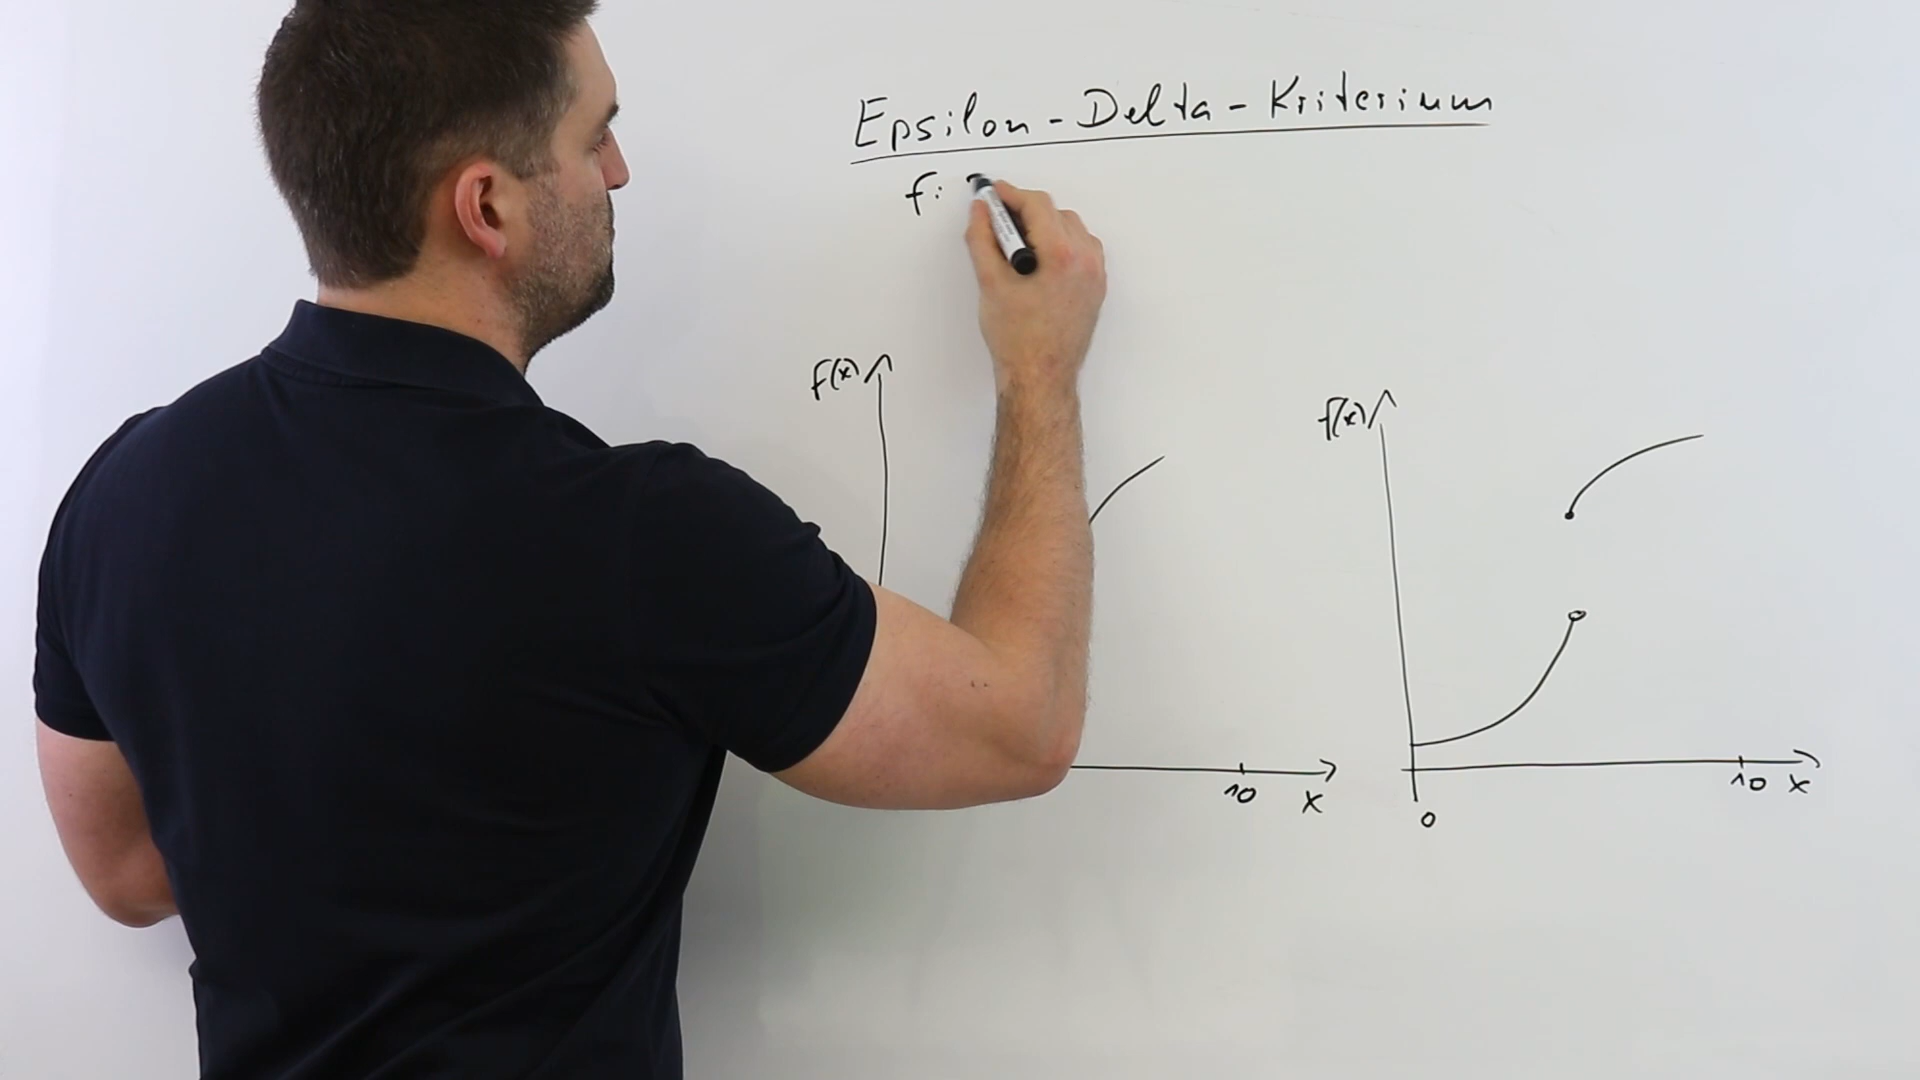 Epsilon-Delta-Kriterium
f:
f(x)
f(x)
10 x
10 x
0